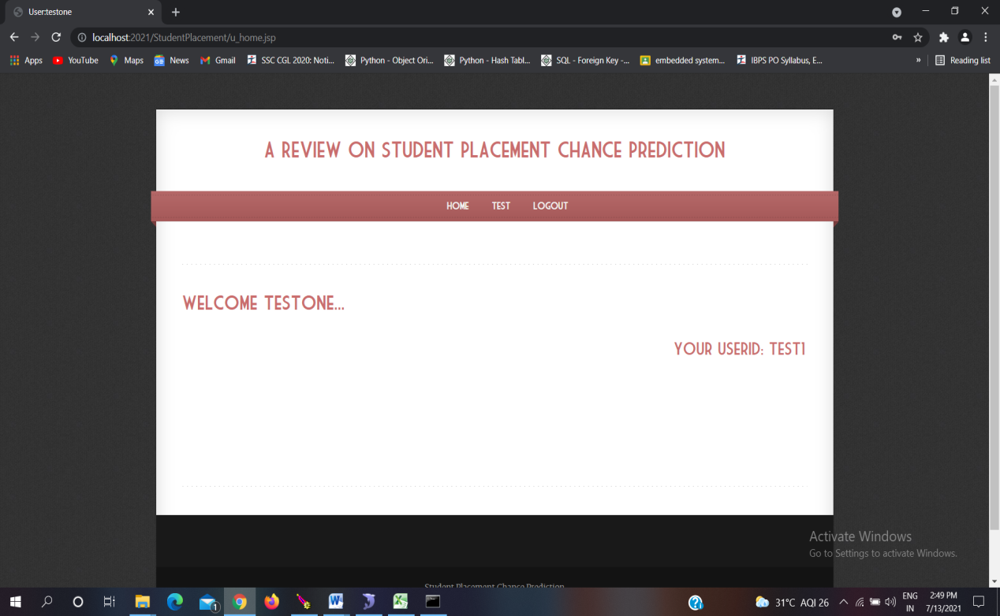 User:testone
localhost:2021/StudentPlacement/u_home.jsp
Apps YouTube Maps News Gmail SSC CGL 2020: Noti... Python - Object Ori... Python - Hash Tabl... SQL - Foreign Key -... embedded system... IBPS PO Syllabus, E... » Reading list
A REVIEW ON STUDENT PLACEMENT CHANCE PREDICTION
HOME TEST LOGOUT
WELCOME TESTONE...
YOUR USERID: TEST1
Activate Windows
Go to Settings to activate Windows.
Student Placement Chance Prediction
1
31°C AQI 26
ENG
IN
2:49 PM
7/13/2021